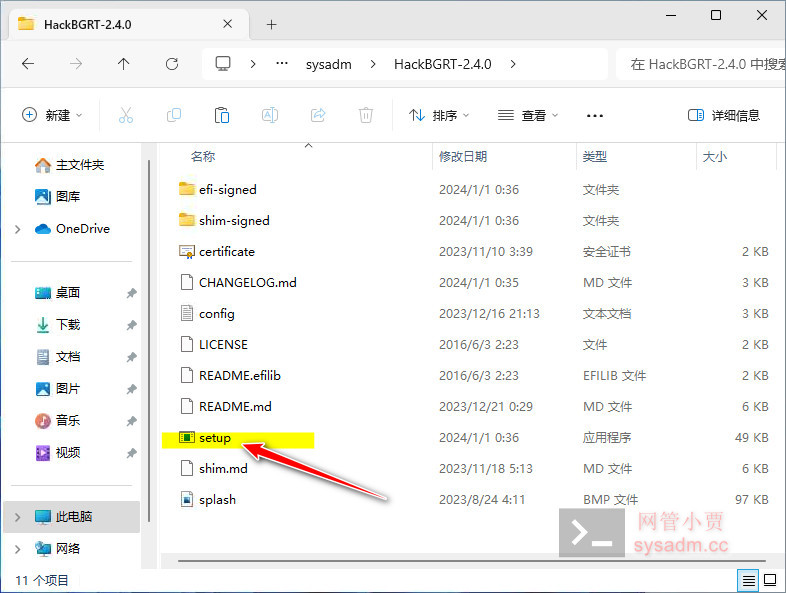 HackBGRT-2.4.0
sysadm HackBGRT-2.4.0 在 HackBGRT-2.4.0 中搜索
新建 排序 查看 详细信息
名称 修改日期 类型 大小
主文件夹
图库
OneDrive
桌面
下载
文档
图片
音乐
视频
此电脑
网络
efi-signed 2024/1/1 0:36 文件夹
shim-signed 2024/1/1 0:36 文件夹
certificate 2023/11/10 3:39 安全证书 2 KB
CHANGELOG.md 2024/1/1 0:35 MD 文件 3 KB
config 2023/12/16 21:13 文本文档 3 KB
LICENSE 2016/6/3 2:23 文件 2 KB
README.efilib 2016/6/3 2:23 EFILIB 文件 2 KB
README.md 2023/12/21 0:29 MD 文件 6 KB
setup 2024/1/1 0:36 应用程序 49 KB
shim.md 2023/11/18 5:13 MD 文件 6 KB
splash 2023/8/24 4:11 BMP 文件 97 KB
网管小贾
sysadm.cc
11 个项目